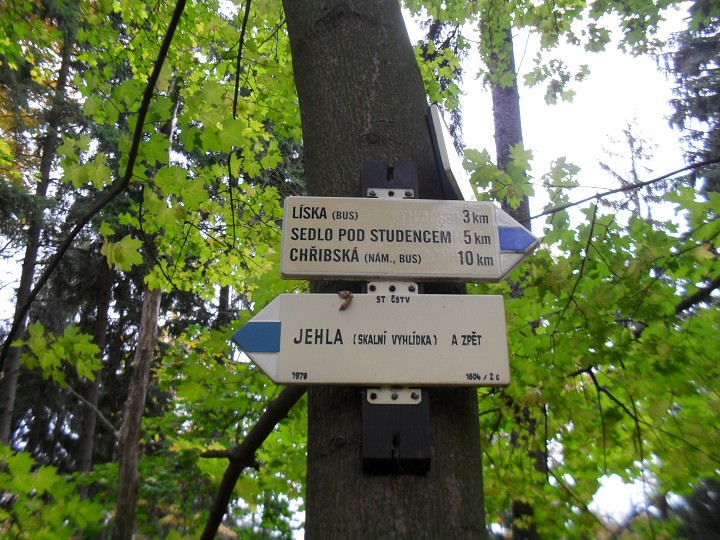 LÍSKA (BUS) 3 km
SEDLO POD STUDENCEM 5 km
CHŘIBSKÁ (NÁM., BUS) 10 km
ST ČSTV
JEHLA (SKALNÍ VYHLÍDKA) A ZPĚT
1979 1604 / 2 c